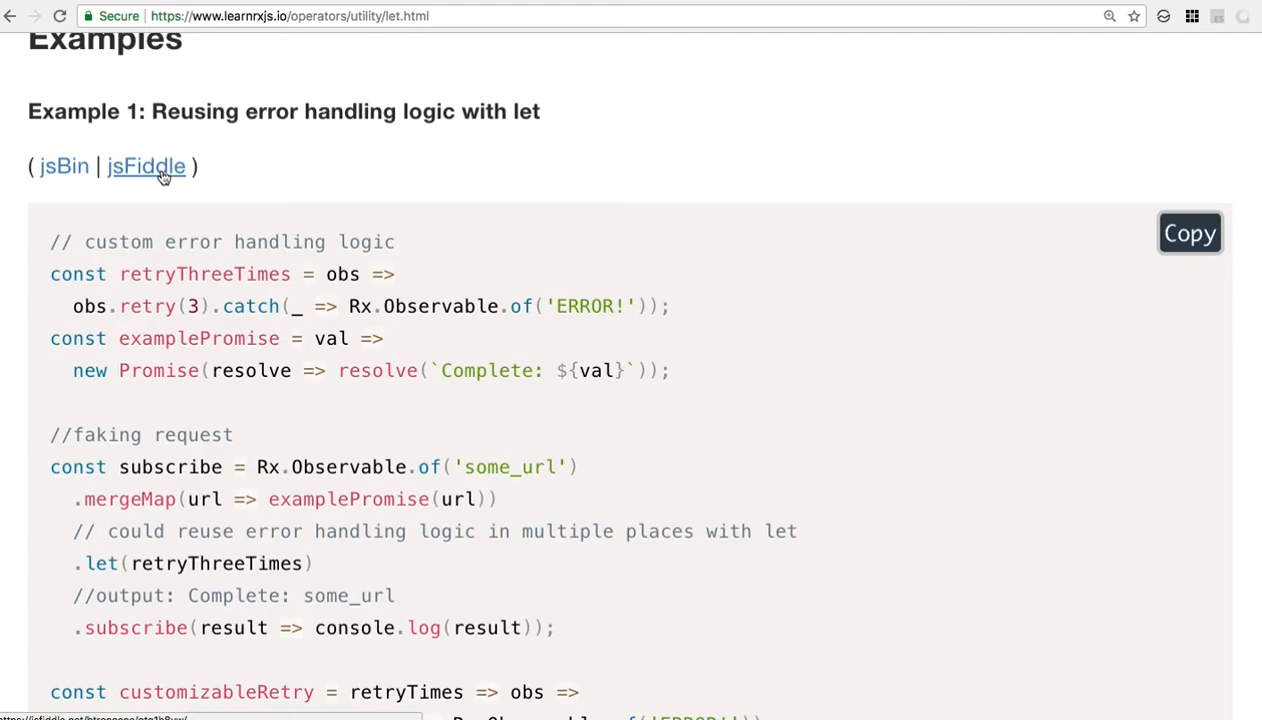 Secure https://www.learnrxjs.io/operators/utility/let.html
Examples
Example 1: Reusing error handling logic with let
( jsBin | jsFiddle )
Copy
// custom error handling logic
const retryThreeTimes = obs =>
obs.retry(3).catch(_ => Rx.Observable.of('ERROR!'));
const examplePromise = val =>
new Promise(resolve => resolve(`Complete: ${val}`));
//faking request
const subscribe = Rx.Observable.of('some_url')
.mergeMap(url => examplePromise(url))
// could reuse error handling logic in multiple places with let
.let(retryThreeTimes)
//output: Complete: some_url
.subscribe(result => console.log(result));
const customizableRetry = retryTimes => obs =>